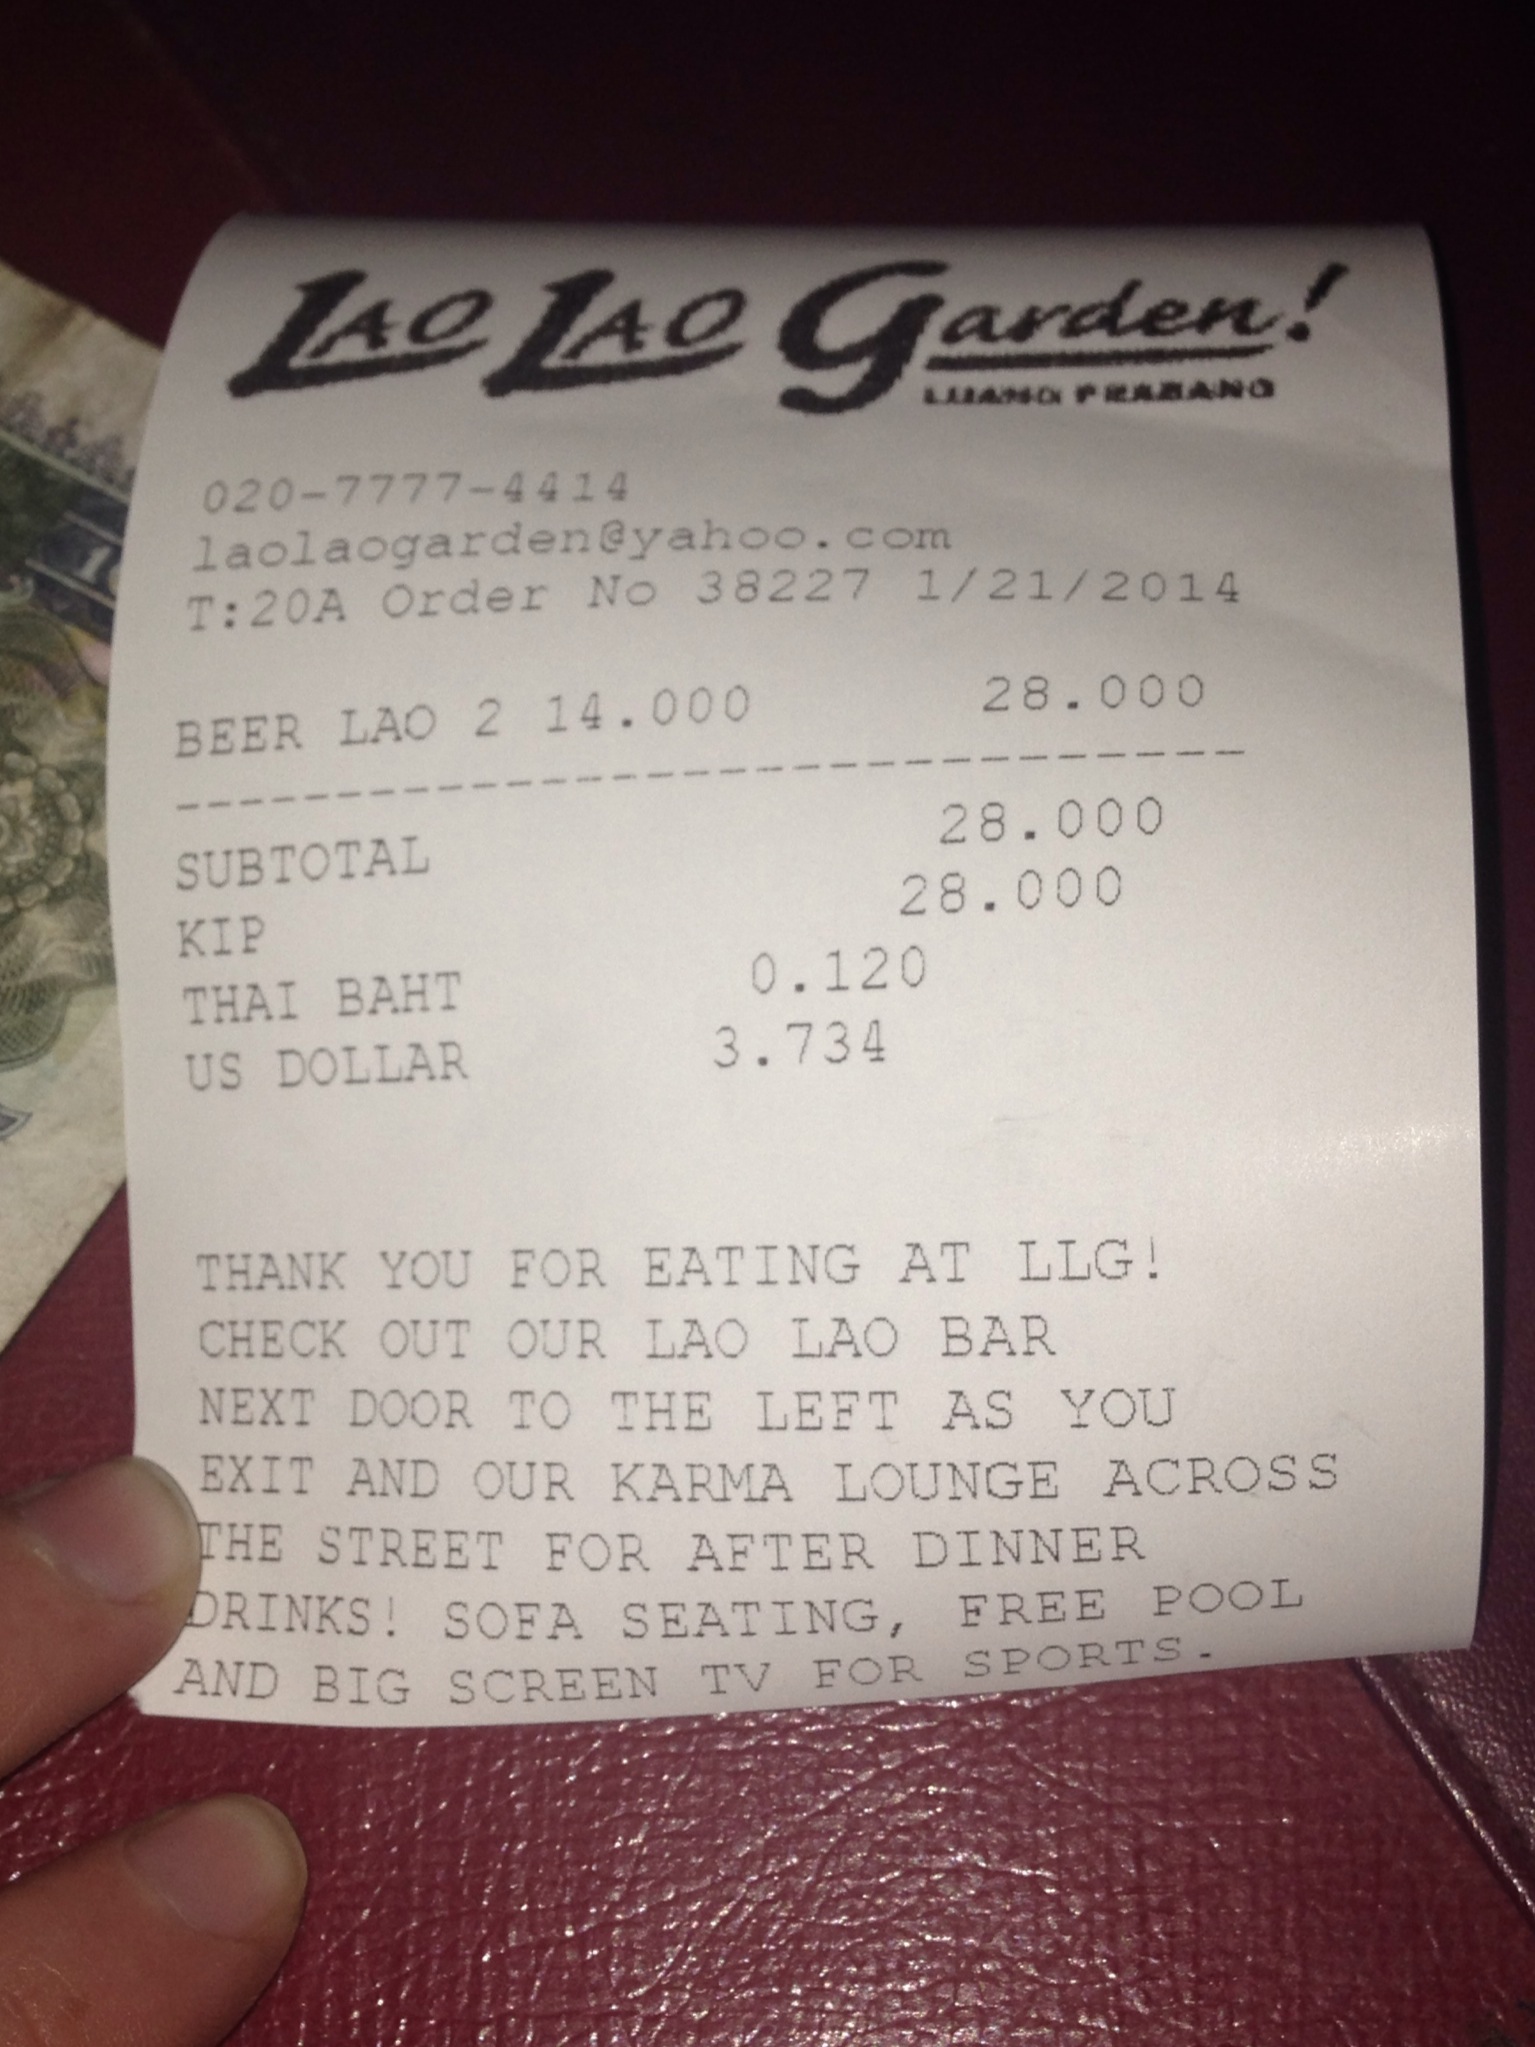 LAO LAO Garden!
LUANG PRABANG
020-7777-4414
laolaogarden@yahoo.com
T:20A Order No 38227 1/21/2014
BEER LAO 2 14.000 28.000
--------------------------------
SUBTOTAL 28.000
KIP 28.000
THAI BAHT 0.120
US DOLLAR 3.734
THANK YOU FOR EATING AT LLG!
CHECK OUT OUR LAO LAO BAR
NEXT DOOR TO THE LEFT AS YOU
EXIT AND OUR KARMA LOUNGE ACROSS
THE STREET FOR AFTER DINNER
DRINKS! SOFA SEATING, FREE POOL
AND BIG SCREEN TV FOR SPORTS.